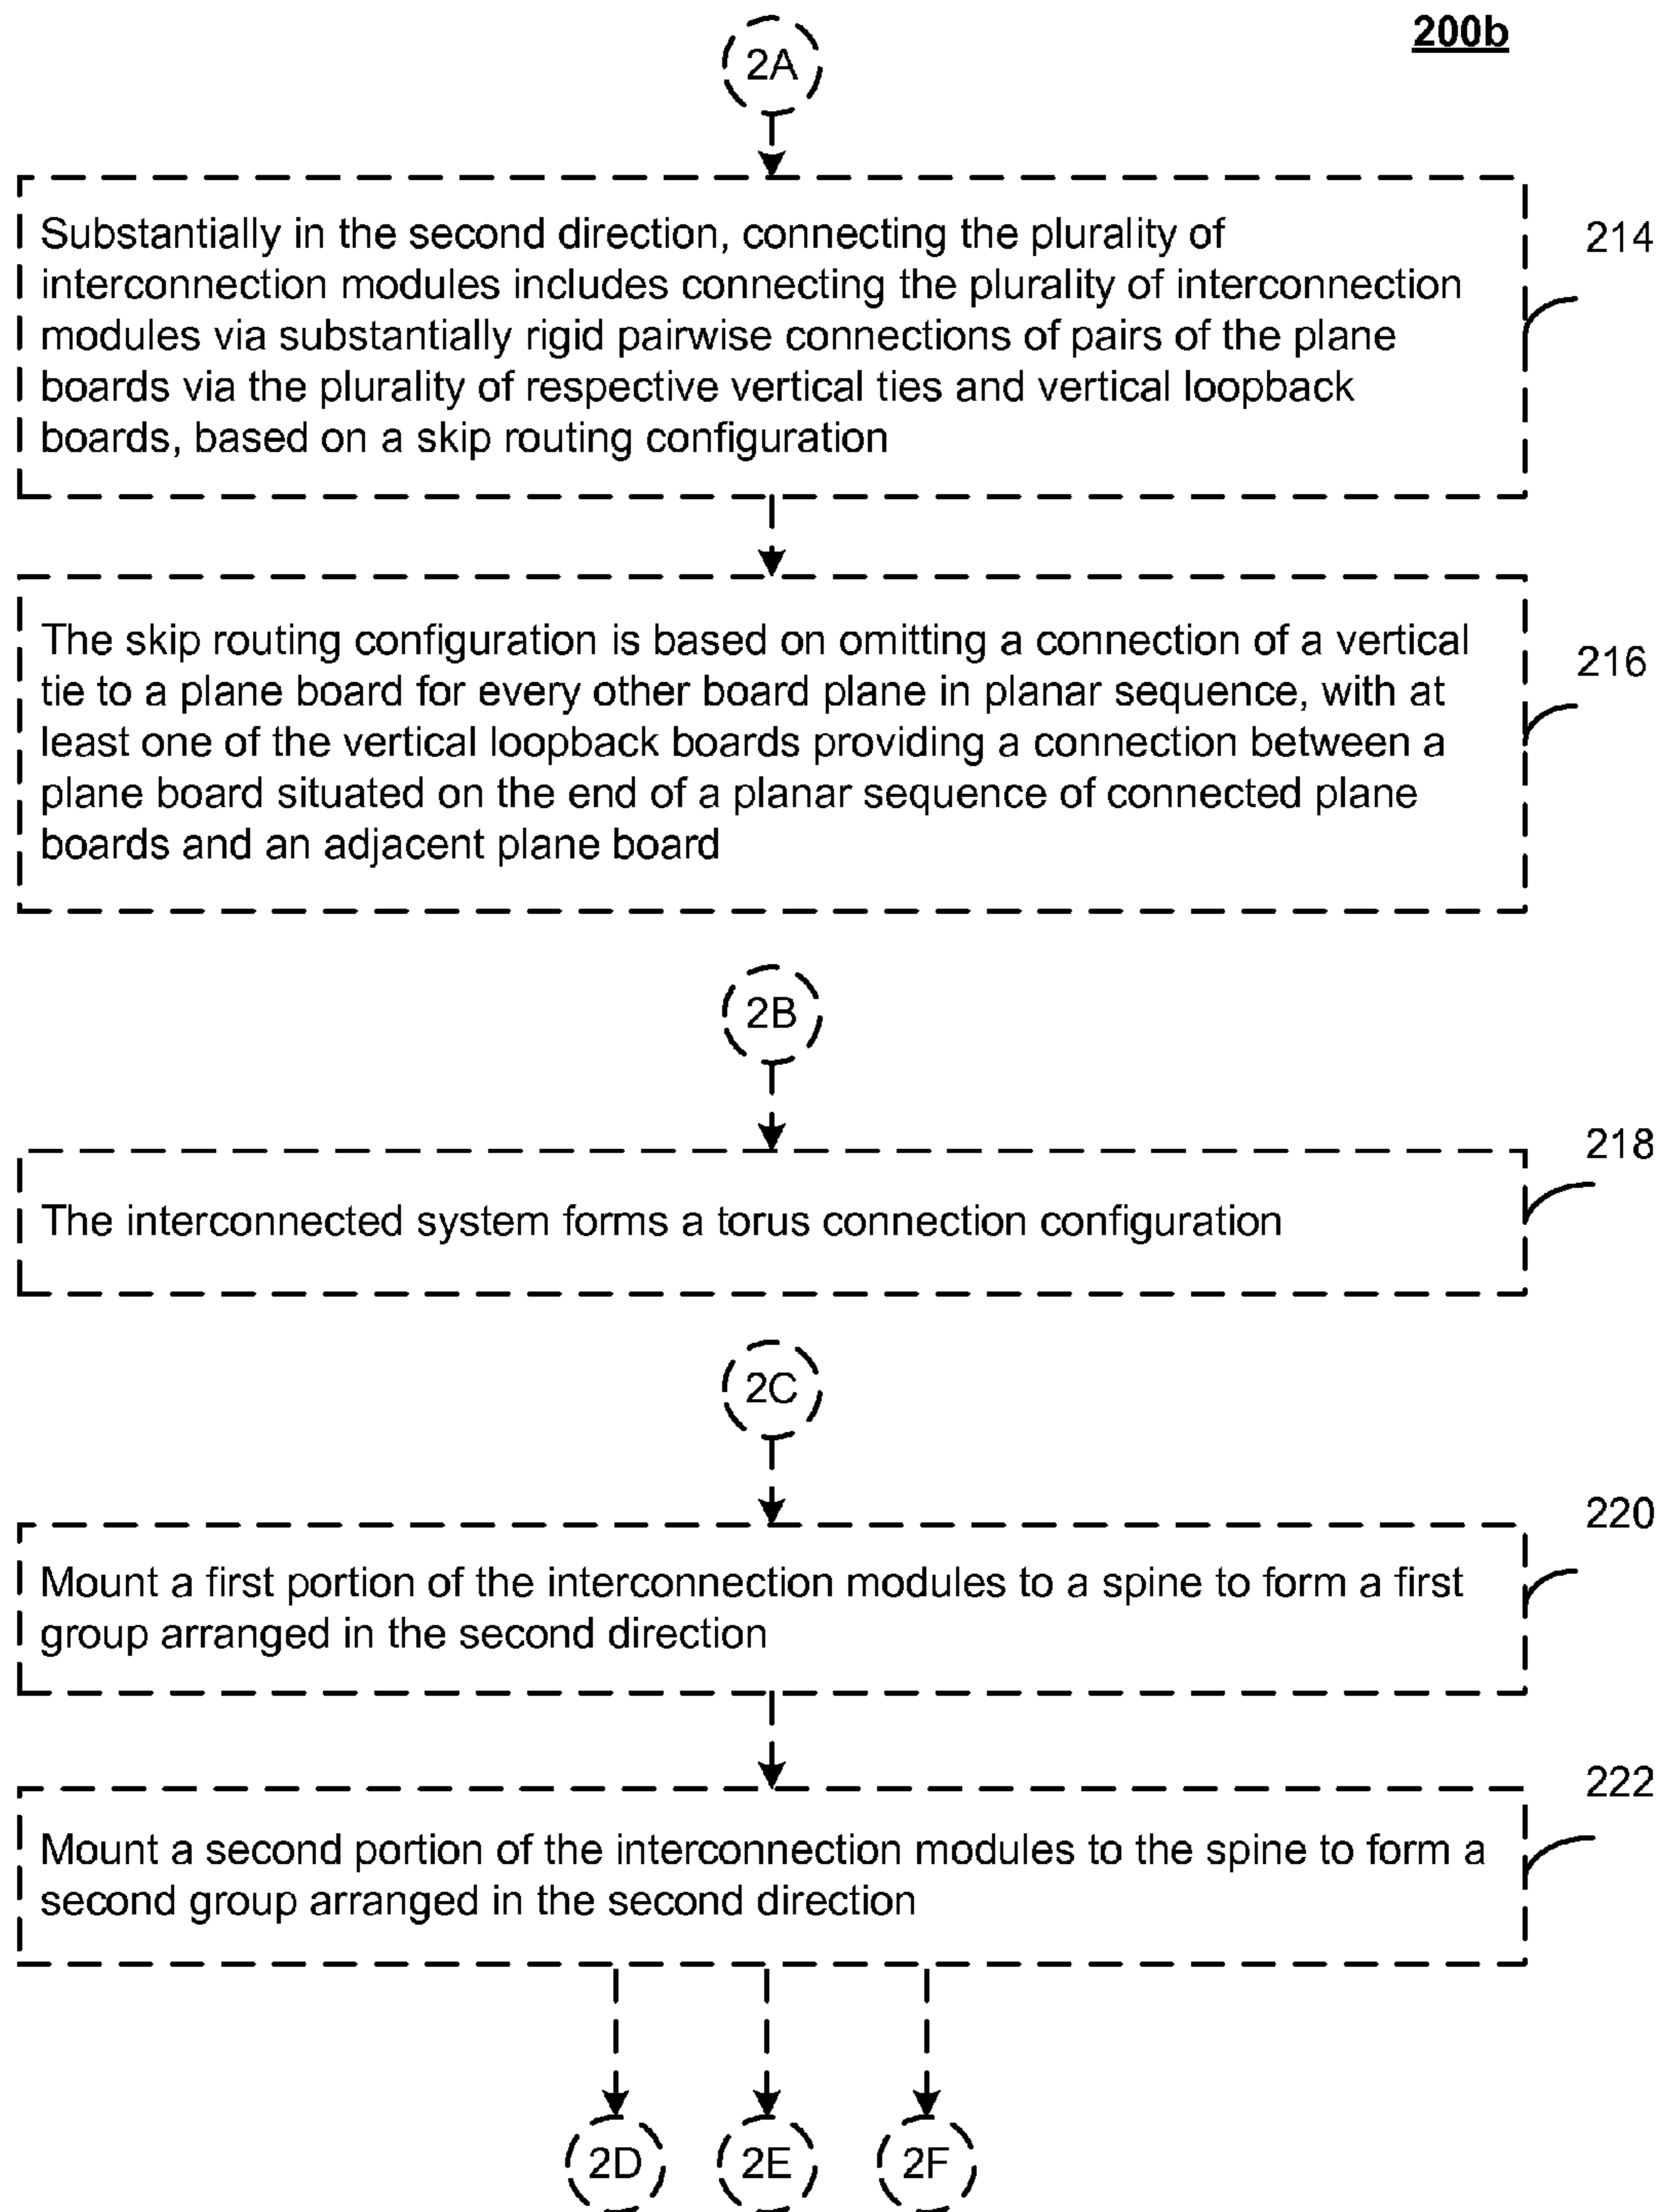 200b
2A
Substantially in the second direction, connecting the plurality of
interconnection modules includes connecting the plurality of interconnection
modules via substantially rigid pairwise connections of pairs of the plane
boards via the plurality of respective vertical ties and vertical loopback
boards, based on a skip routing configuration
214
The skip routing configuration is based on omitting a connection of a vertical
tie to a plane board for every other board plane in planar sequence, with at
least one of the vertical loopback boards providing a connection between a
plane board situated on the end of a planar sequence of connected plane
boards and an adjacent plane board
216
2B
The interconnected system forms a torus connection configuration
218
2C
Mount a first portion of the interconnection modules to a spine to form a first
group arranged in the second direction
220
Mount a second portion of the interconnection modules to the spine to form a
second group arranged in the second direction
222
2D
2E
2F